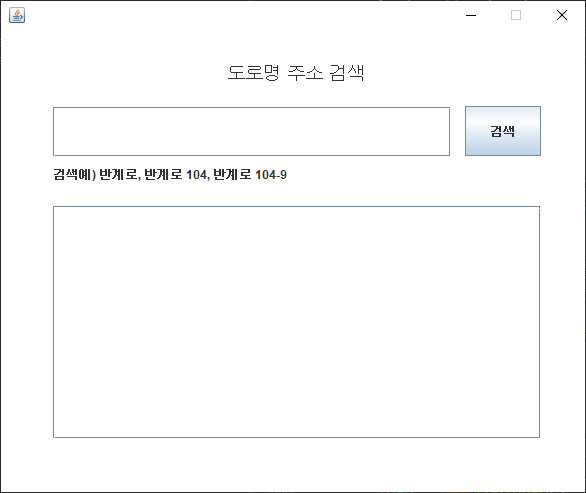 도로명 주소 검색
검색
검색예) 반계로, 반계로 104, 반계로 104-9